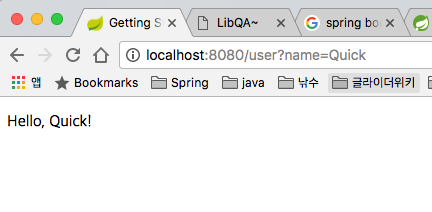 Getting S
LibQA~
spring bo
localhost:8080/user?name=Quick
앱 Bookmarks Spring java 낚수 글라이더위키
Hello, Quick!